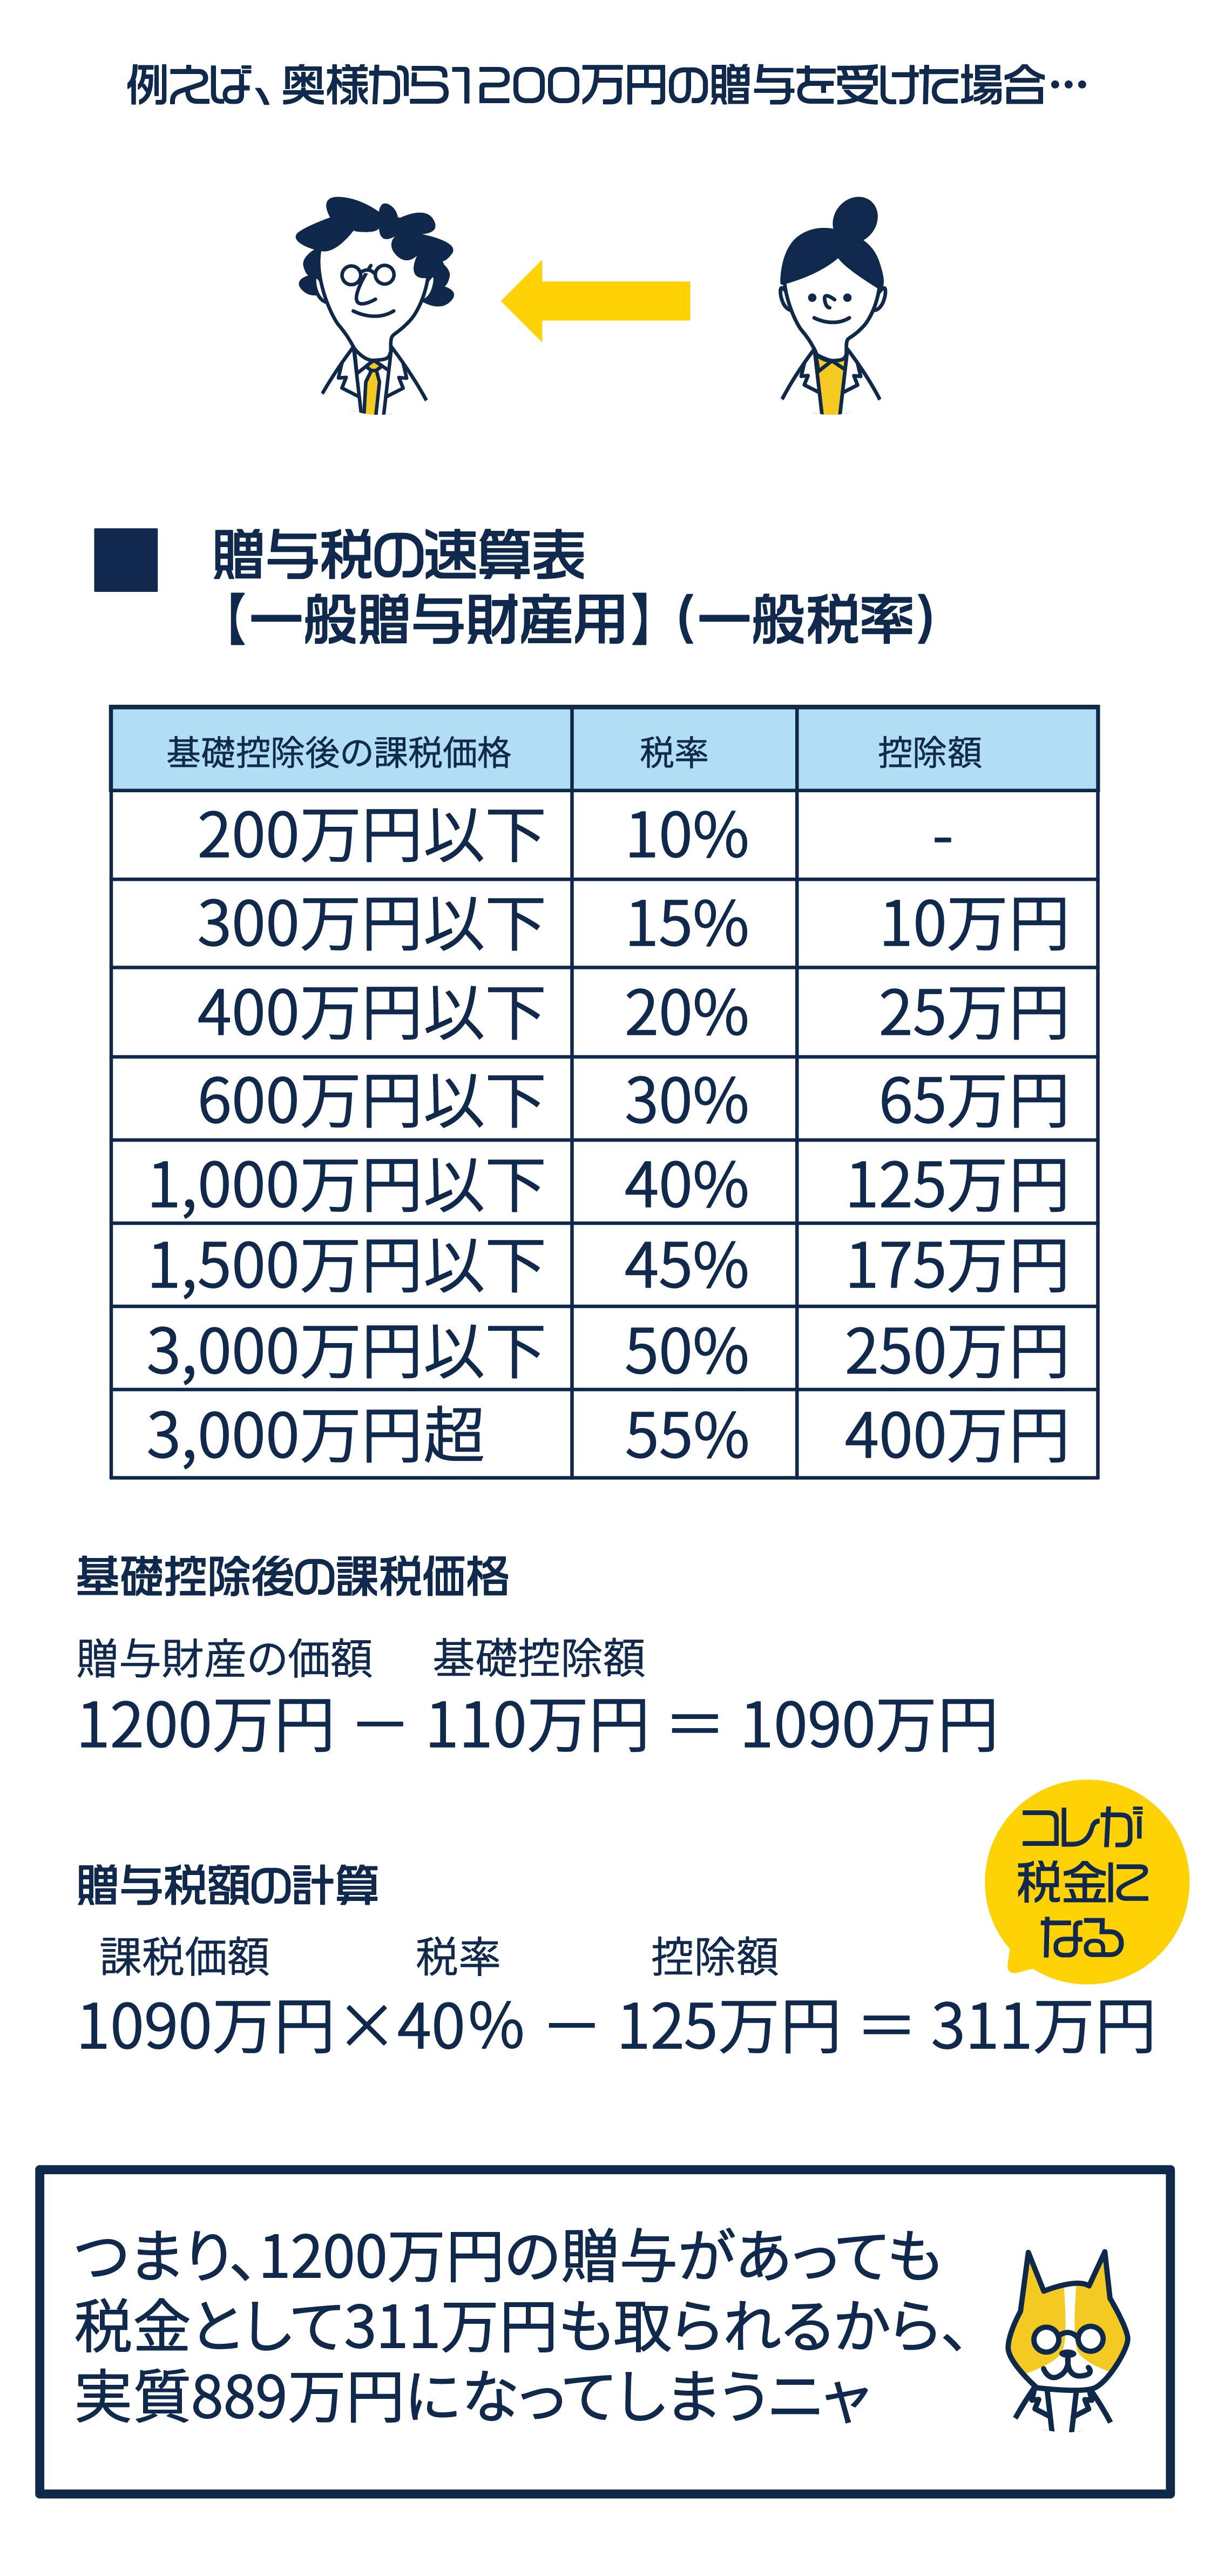 例えば、奥様から1200万円の贈与を受けた場合…
■ 贈与税の速算表
【一般贈与財産用】(一般税率)
基礎控除後の課税価格 税率 控除額
200万円以下 10% -
300万円以下 15% 10万円
400万円以下 20% 25万円
600万円以下 30% 65万円
1,000万円以下 40% 125万円
1,500万円以下 45% 175万円
3,000万円以下 50% 250万円
3,000万円超 55% 400万円
基礎控除後の課税価格
贈与財産の価額 基礎控除額
1200万円 － 110万円 ＝ 1090万円
コレが
税金に
なる
贈与税額の計算
課税価額 税率 控除額
1090万円×40％ － 125万円 ＝ 311万円
つまり、1200万円の贈与があっても
税金として311万円も取られるから、
実質889万円になってしまうニャ